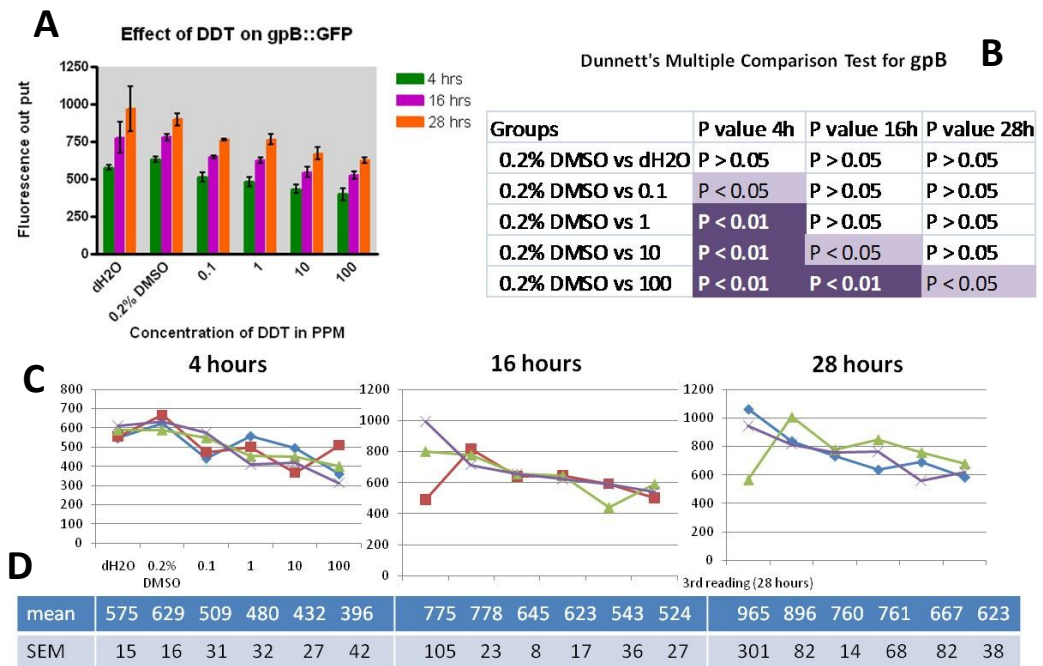 A
Effect of DDT on gpB::GFP
1250
1000
750
500
250
0
Fluorescence out put
dH2O
0.2% DMSO
0.1
1
10
100
Concentration of DDT in PPM
4 hrs
16 hrs
28 hrs
B
Dunnett's Multiple Comparison Test for gpB
Groups P value 4h P value 16h P value 28h
0.2% DMSO vs dH2O P > 0.05 P > 0.05 P > 0.05
0.2% DMSO vs 0.1 P < 0.05 P > 0.05 P > 0.05
0.2% DMSO vs 1 P < 0.01 P > 0.05 P > 0.05
0.2% DMSO vs 10 P < 0.01 P < 0.05 P > 0.05
0.2% DMSO vs 100 P < 0.01 P < 0.01 P < 0.05
C
4 hours
800
700
600
500
400
300
200
100
0
dH2O 0.2% 0.1 1 10 100
DMSO
16 hours
1200
1000
800
600
400
200
0
28 hours
1200
1000
800
600
400
200
0
3rd reading (28 hours)
D
mean 575 629 509 480 432 396 775 778 645 623 543 524 965 896 760 761 667 623
SEM 15 16 31 32 27 42 105 23 8 17 36 27 301 82 14 68 82 38